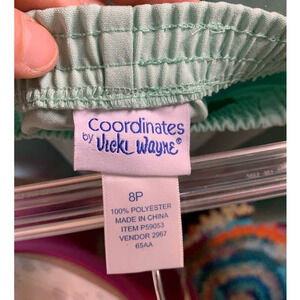 Coordinates
by Vicki Wayne®
8P
100% POLYESTER
MADE IN CHINA
ITEM P59053
VENDOR 2967
65AA